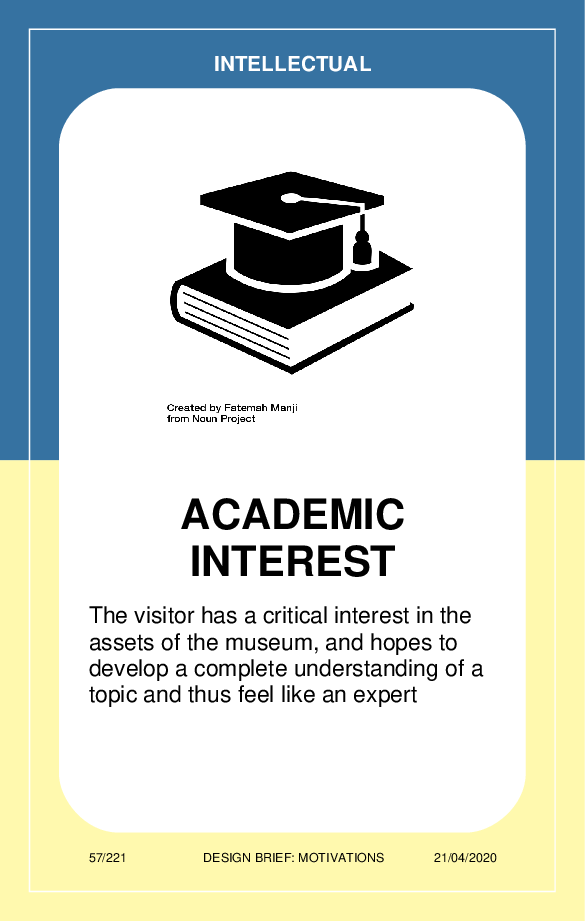 INTELLECTUAL
Created by Fatemah Manji
from Noun Project
ACADEMIC
INTEREST
The visitor has a critical interest in the
assets of the museum, and hopes to
develop a complete understanding of a
topic and thus feel like an expert
57/221 DESIGN BRIEF: MOTIVATIONS 21/04/2020